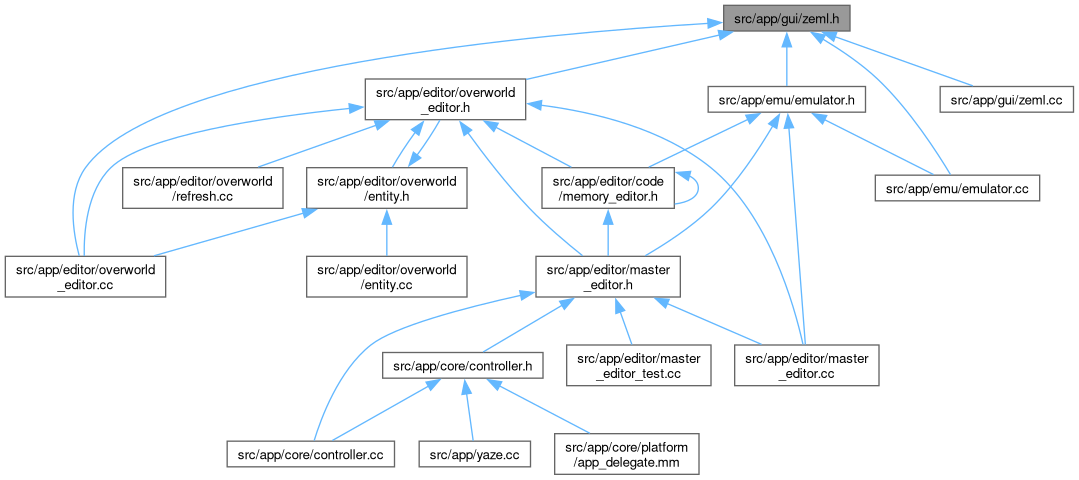 src/app/gui/zeml.h
src/app/editor/overworld
_editor.h
src/app/emu/emulator.h
src/app/gui/zeml.cc
src/app/editor/overworld
/refresh.cc
src/app/editor/overworld
/entity.h
src/app/editor/code
/memory_editor.h
src/app/emu/emulator.cc
src/app/editor/overworld
_editor.cc
src/app/editor/overworld
/entity.cc
src/app/editor/master
_editor.h
src/app/core/controller.h
src/app/editor/master
_editor_test.cc
src/app/editor/master
_editor.cc
src/app/core/controller.cc
src/app/yaze.cc
src/app/core/platform
/app_delegate.mm